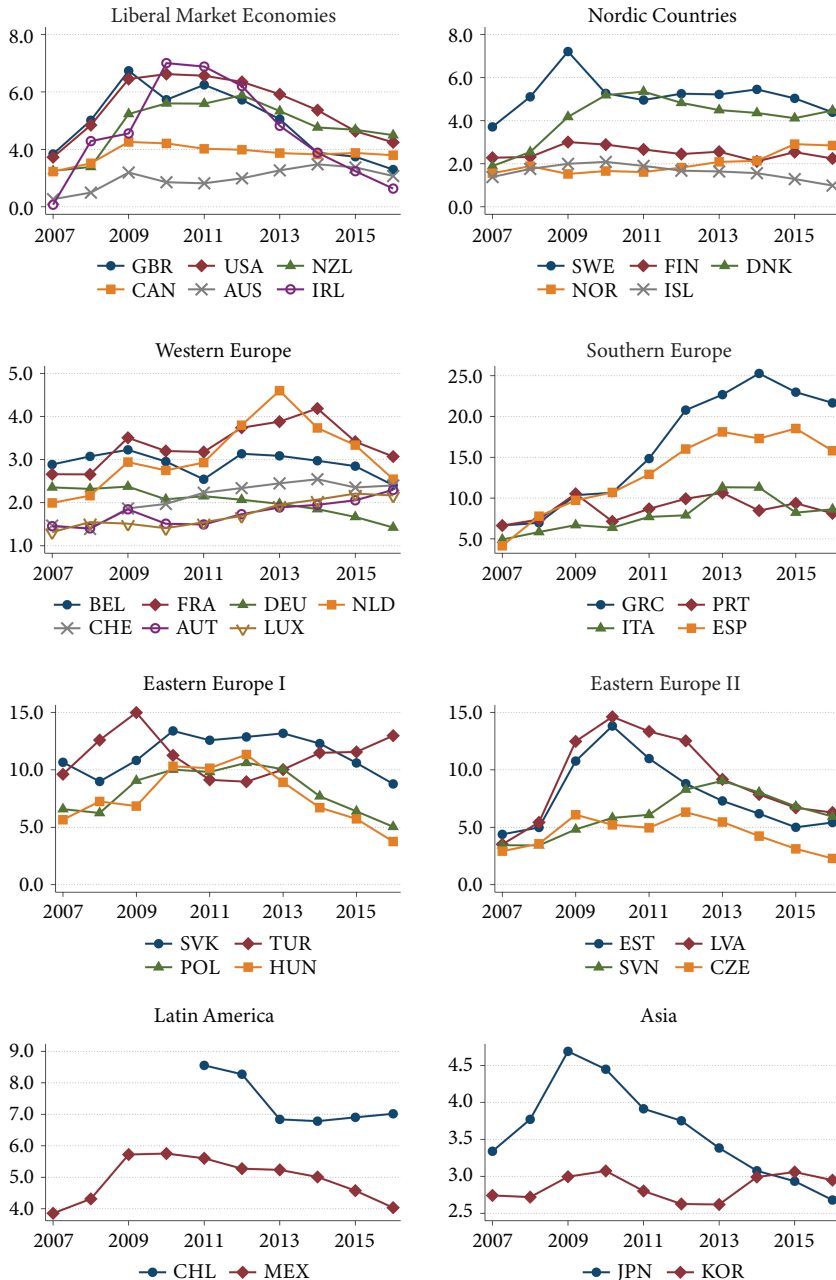 Liberal Market Economies
8.0
6.0
4.0
2.0
0.0
2007 2009 2011 2013 2015
GBR USA NZL
CAN AUS IRL
Nordic Countries
8.0
6.0
4.0
2.0
0.0
2007 2009 2011 2013 2015
SWE FIN DNK
NOR ISL
Western Europe
5.0
4.0
3.0
2.0
1.0
2007 2009 2011 2013 2015
BEL FRA DEU NLD
CHE AUT LUX
Southern Europe
25.0
20.0
15.0
10.0
5.0
2007 2009 2011 2013 2015
GRC PRT
ITA ESP
Eastern Europe I
15.0
10.0
5.0
0.0
2007 2009 2011 2013 2015
SVK TUR
POL HUN
Eastern Europe II
15.0
10.0
5.0
0.0
2007 2009 2011 2013 2015
EST LVA
SVN CZE
Latin America
9.0
8.0
7.0
6.0
5.0
4.0
2007 2009 2011 2013 2015
CHL MEX
Asia
4.5
4.0
3.5
3.0
2.5
2007 2009 2011 2013 2015
JPN KOR